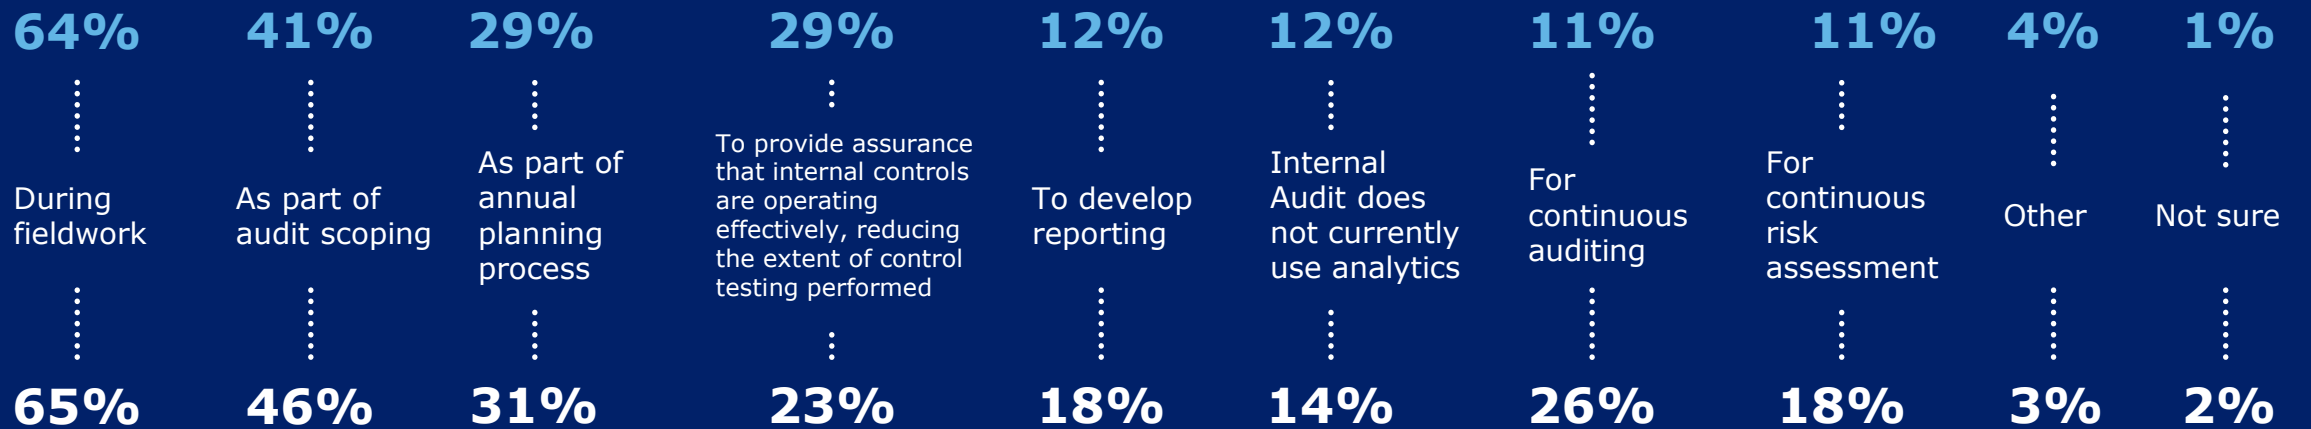 64% 41% 29% 29% 12% 12% 11% 11% 4% 1%
During
fieldwork
As part of
audit scoping
As part of
annual
planning
process
To provide assurance
that internal controls
are operating
effectively, reducing
the extent of control
testing performed
To develop
reporting
Internal
Audit does
not currently
use analytics
For
continuous
auditing
For
continuous
risk
assessment
Other
Not sure
65% 46% 31% 23% 18% 14% 26% 18% 3% 2%